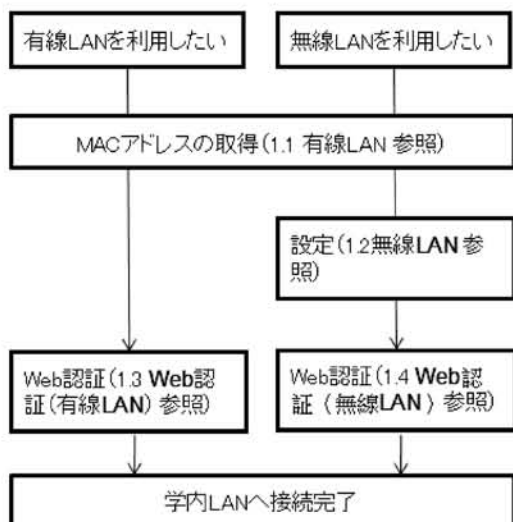 有線LANを利用したい
無線LANを利用したい
MACアドレスの取得(1.1 有線LAN 参照)
設定(1.2無線LAN 参
照)
Web認証(1.3 Web認
証(有線LAN) 参照)
Web認証(1.4 Web認
証(無線LAN) 参照)
学内LANへ接続完了